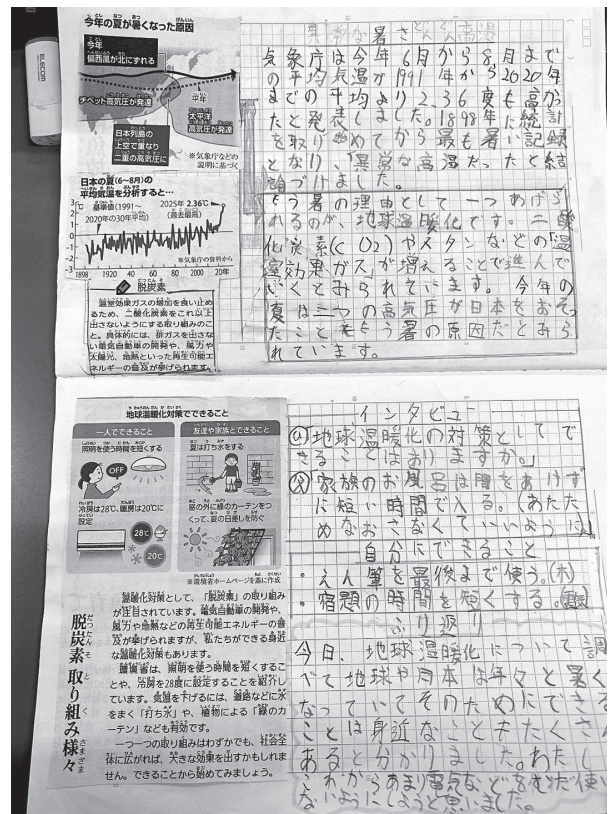 ELECOM
今年の夏が暑くなった原因
今年
偏西風が北にずれる
チベット高気圧が発達
平年
太平洋
高気圧が発達
日本列島の
上空で重なり
二重の高気圧に
※気象庁などの
説明に基づく
日本の夏(6〜8月)の
平均気温を分析すると…
3℃
基準値(1991〜
2020年の30年平均)
2025年 2.36℃
(過去最高)
2
1
0
-1
-2
-3
※気象庁の資料から
1898 1920 40 60 80 2000 20年
脱炭素
温室効果ガスの増加を食い止め
るため、二酸化炭素をこれ以上
出さないようにする取り組みのこ
と。具体的には、排ガスを出さな
い電気自動車の開発や、風力や
太陽光、地熱といった再生可能エ
ネルギーの普及が挙げられます。
気象庁は今年6月から8月まで
の平均気温が1991年から2020年
までの平均より2.36度も高か
たと発表しました。1898年に統計
を取り始めてから最も暑い記録
となり、「異常な高温だったと結
論づけました。
もう暑の理由として一つあげら
れるのが、地球温暖化です。二酸
化炭素(CO2)やメタンなどの「温
室効果ガス」が増えることで進んで
いくとみられています。今年の
夏は二つの高気圧が日本をおそっ
たこともう暑の原因だとみら
れています。
地球温暖化対策でできること
一人でできること
照明を使う時間を短くする
OFF
冷房は28℃、暖房は20℃に
設定
28℃
20℃
友達や家族とできること
夏は打ち水をする
窓の外に緑のカーテンをつ
くって、夏の日差しを防ぐ
※環境省ホームページを基に作成
脱炭素 取り組み様々
温暖化対策として、「脱炭素」の取り組み
が注目されています。電気自動車の開発や、
風力や地熱などの再生可能エネルギーの普
及が挙げられますが、私たちができる身近
な温暖化対策もあります。
環境省は、照明を使う時間を短くするこ
とや、冷房を28度に設定することを紹介し
ています。気温を下げるには、道路などに水
をまく「打ち水」や、植物による「緑のカ
ーテン」なども有効です。
一つ一つの取り組みはわずかでも、社会全
体に広がれば、大きな効果を出すかもしれま
せん。できることから始めてみましょう。
インタビュー
「地球温暖化の対策としてで
きることはありますか。」
家族のお風呂は間をあけず
に短い時間で入る。(あたた
めなおさなくていいように)
自分にできること
・えん筆を最後まで使う。(木)
・宿題の時間を短くする。
ふり返り
今日、地球温暖化について調
べて地球や日本は年々と暑く
なっていてそのためにできる
ことは身近なこともたくさん
あると分かりました。わたし
これからあまり電気などをむだ使い
ないようにしようと思いました。